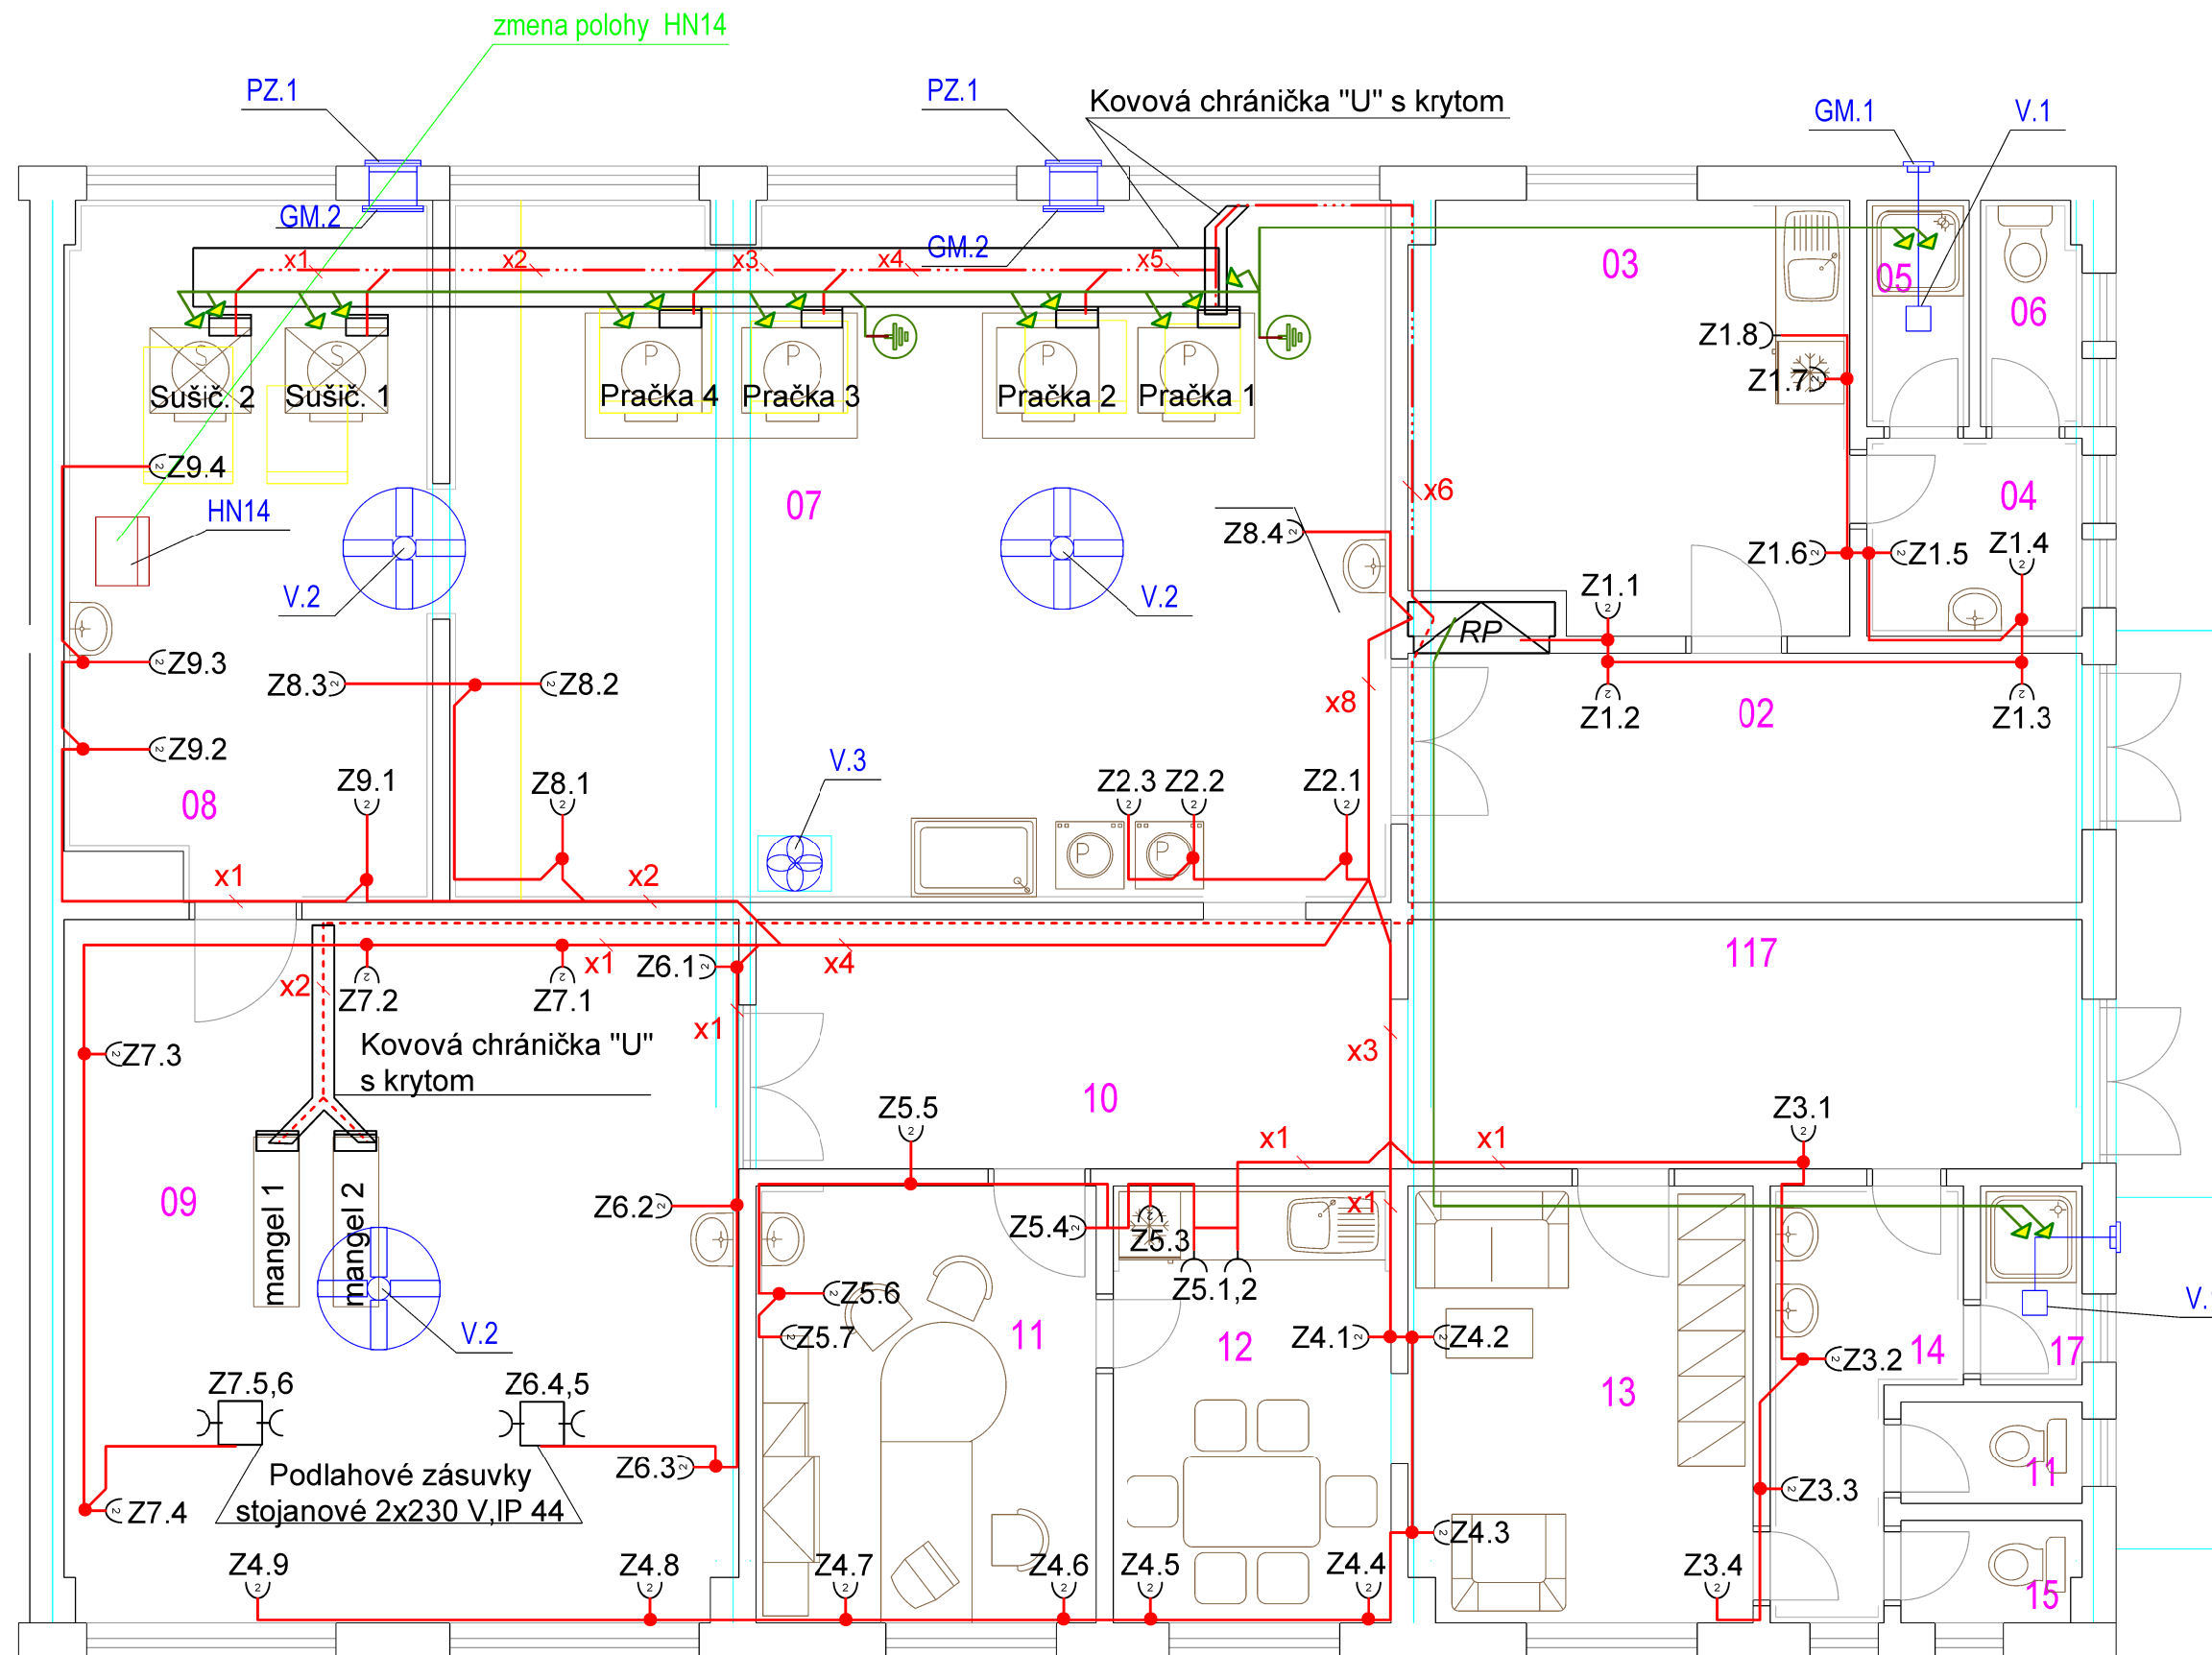 zmena polohy HN14
PZ.1
PZ.1
Kovová chránička "U" s krytom
GM.1
V.1
GM.2
GM.2
x1
x2
x3
x4
x5
03
05
06
Z1.8
Z1.7
S
S
P
P
P
P
Sušič. 2
Sušič. 1
Pračka 4
Pračka 3
Pračka 2
Pračka 1
Z9.4
HN14
07
x6
04
Z8.4
Z1.6
Z1.5
Z1.4
V.2
V.2
Z1.1
RP
Z9.3
Z8.3
Z8.2
x8
Z1.2
02
Z1.3
Z9.2
V.3
08
Z9.1
Z8.1
Z2.3
Z2.2
Z2.1
P
P
x1
x2
x1
x4
Z6.1
117
x2
Z7.2
Z7.1
x1
x3
Z7.3
Kovová chránička "U"
s krytom
10
Z5.5
Z3.1
x1
x1
09
mangel 1
mangel 2
Z6.2
Z5.4
Z5.3
x1
Z5.1,2
Z5.6
V.2
Z5.7
11
12
Z4.1
Z4.2
13
Z3.2
14
17
V.
Z7.5,6
Z6.4,5
Z6.3
Podlahové zásuvky
stojanové 2x230 V,IP 44
Z7.4
11
Z3.3
Z4.3
Z4.9
Z4.8
Z4.7
Z4.6
Z4.5
Z4.4
Z3.4
15